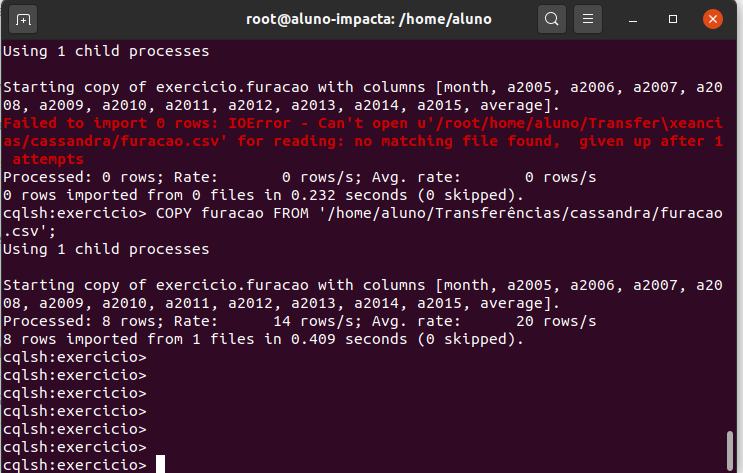 root@aluno-impacta: /home/aluno
Using 1 child processes
Starting copy of exercicio.furacao with columns [month, a2005, a2006, a2007, a20
08, a2009, a2010, a2011, a2012, a2013, a2014, a2015, average].
Failed to import 0 rows: IOError - Can't open u'/root/home/aluno/Transfer\xeanci
as/cassandra/furacao.csv' for reading: no matching file found,  given up after 1
 attempts
Processed: 0 rows; Rate:       0 rows/s; Avg. rate:       0 rows/s
0 rows imported from 0 files in 0.232 seconds (0 skipped).
cqlsh:exercicio> COPY furacao FROM '/home/aluno/Transferências/cassandra/furacao
.csv';
Using 1 child processes
Starting copy of exercicio.furacao with columns [month, a2005, a2006, a2007, a20
08, a2009, a2010, a2011, a2012, a2013, a2014, a2015, average].
Processed: 8 rows; Rate:      14 rows/s; Avg. rate:      20 rows/s
8 rows imported from 1 files in 0.409 seconds (0 skipped).
cqlsh:exercicio>
cqlsh:exercicio>
cqlsh:exercicio>
cqlsh:exercicio>
cqlsh:exercicio>
cqlsh:exercicio>
cqlsh:exercicio>